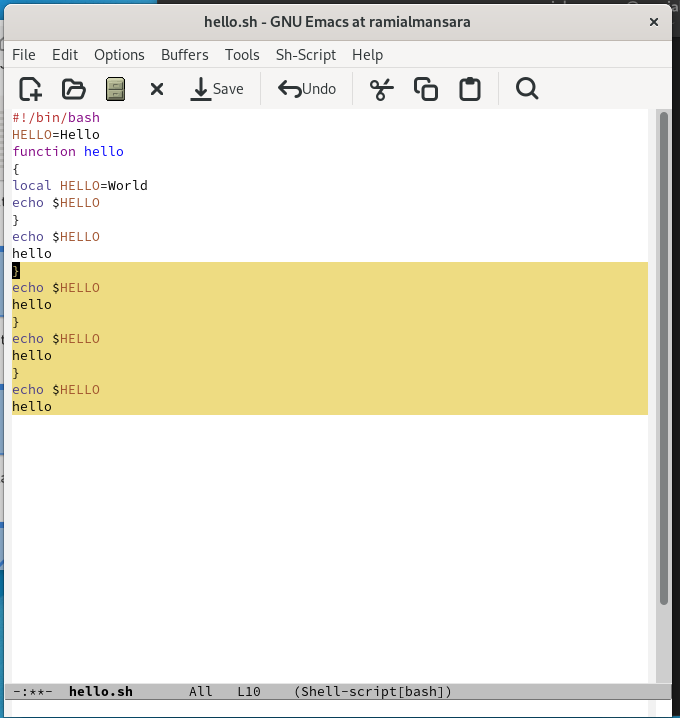 hello.sh - GNU Emacs at ramialmansara
File Edit Options Buffers Tools Sh-Script Help
Save Undo
#!/bin/bash
HELLO=Hello
function hello
{
local HELLO=World
echo $HELLO
}
echo $HELLO
hello
}
echo $HELLO
hello
}
echo $HELLO
hello
}
echo $HELLO
hello
-:**- hello.sh All L10 (Shell-script[bash])